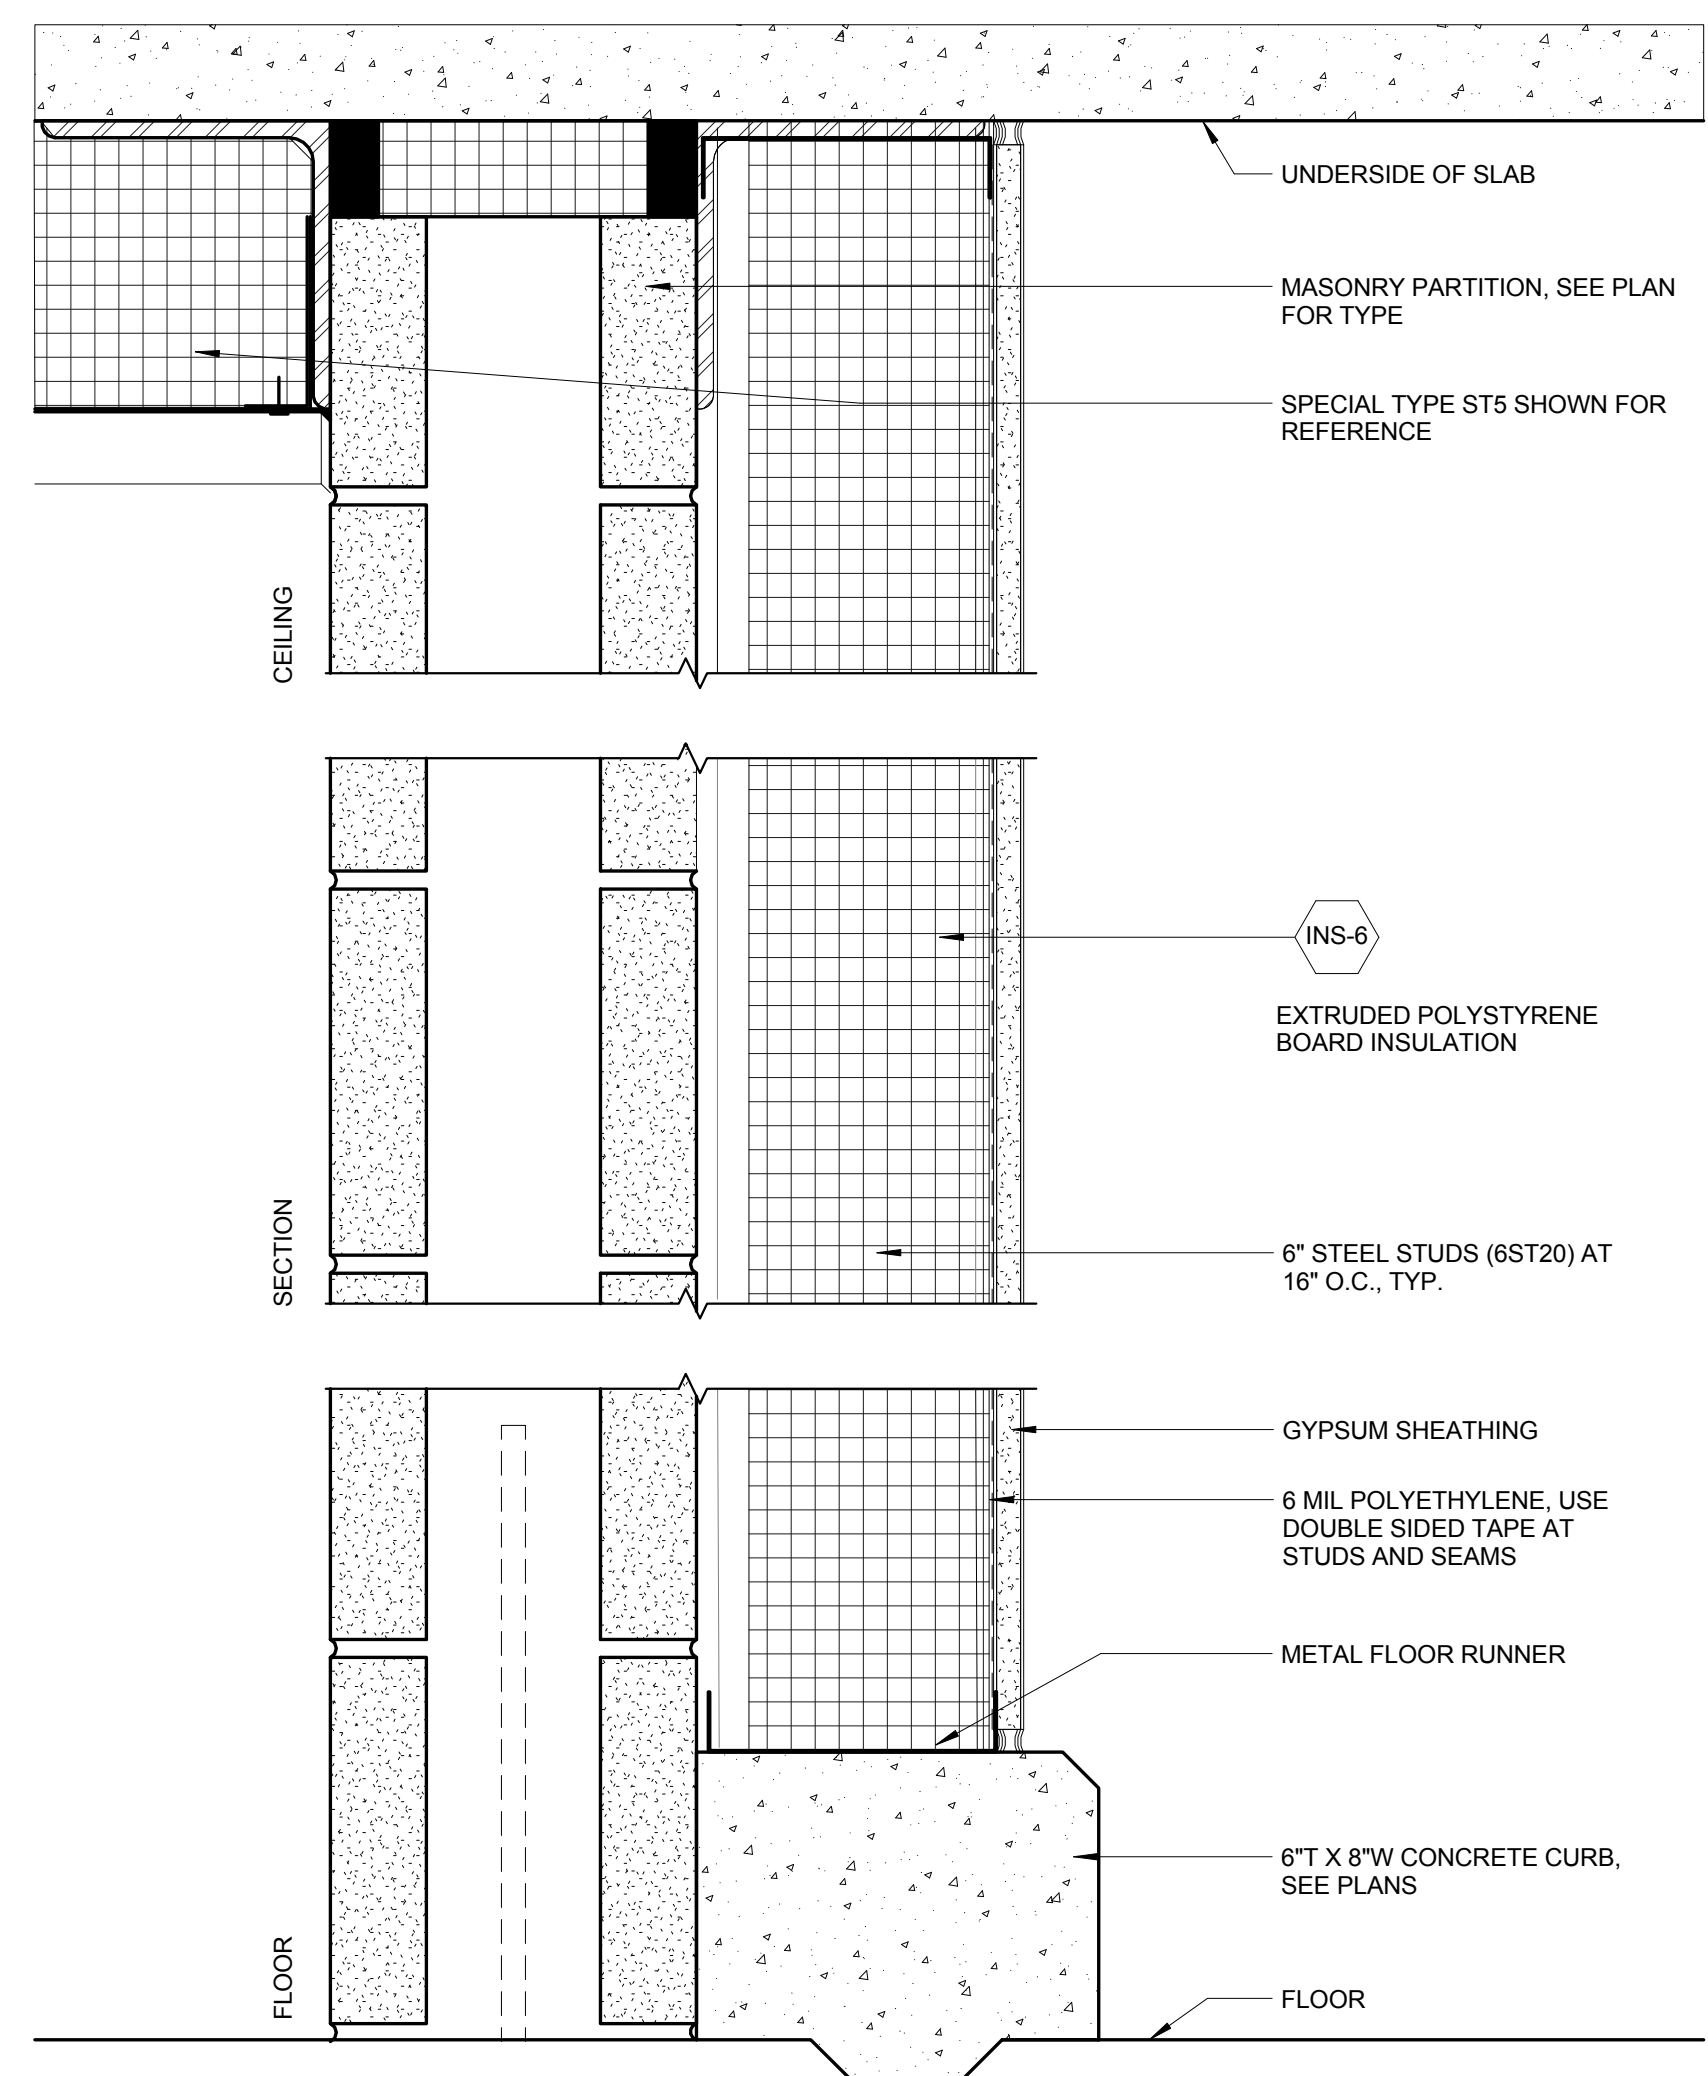 UNDERSIDE OF SLAB
MASONRY PARTITION, SEE PLAN
FOR TYPE
SPECIAL TYPE ST5 SHOWN FOR
REFERENCE
CEILING
INS-6
EXTRUDED POLYSTYRENE
BOARD INSULATION
SECTION
6" STEEL STUDS (6ST20) AT
16" O.C., TYP.
GYPSUM SHEATHING
6 MIL POLYETHYLENE, USE
DOUBLE SIDED TAPE AT
STUDS AND SEAMS
METAL FLOOR RUNNER
6"T X 8"W CONCRETE CURB,
SEE PLANS
FLOOR
FLOOR